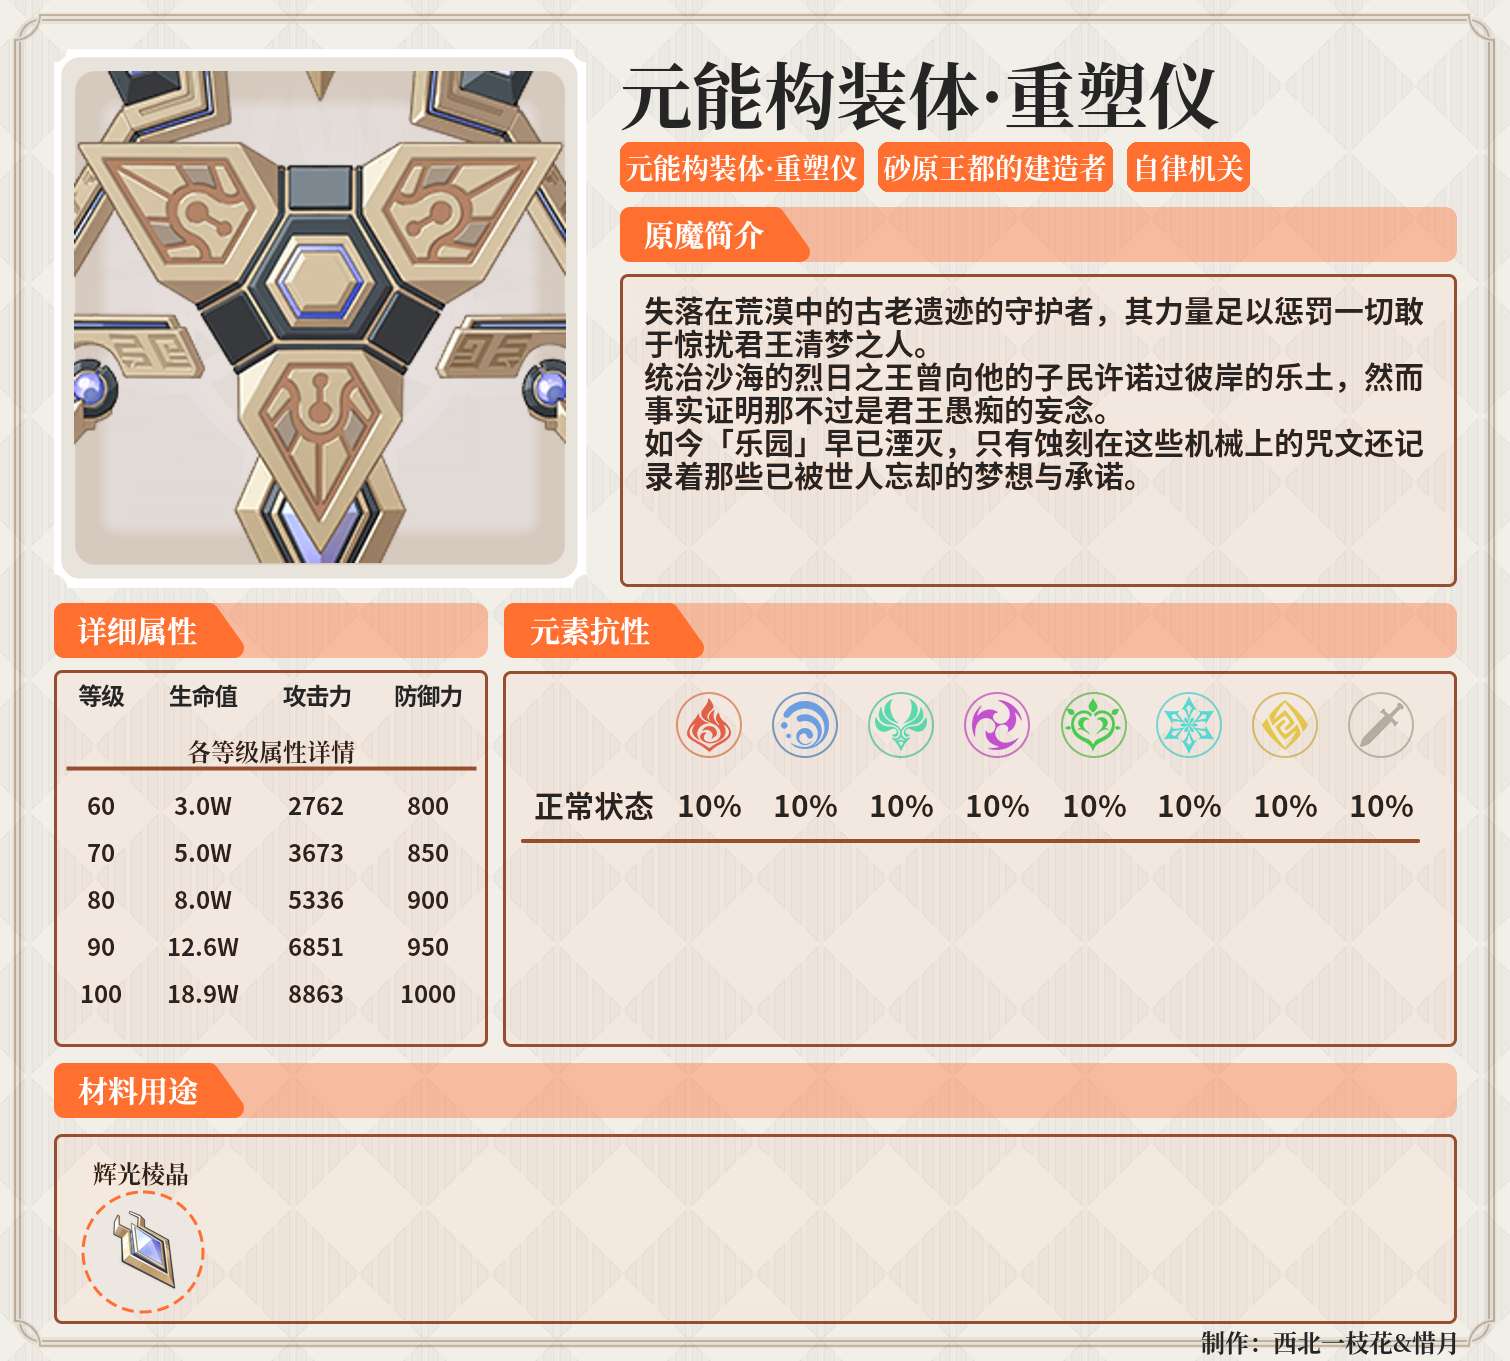 元能构装体·重塑仪
元能构装体·重塑仪 砂原王都的建造者 自律机关
原魔简介
失落在荒漠中的古老遗迹的守护者，其力量足以惩罚一切敢
于惊扰君王清梦之人。
统治沙海的烈日之王曾向他的子民许诺过彼岸的乐土，然而
事实证明那不过是君王愚痴的妄念。
如今「乐园」早已湮灭，只有蚀刻在这些机械上的咒文还记
录着那些已被世人忘却的梦想与承诺。
详细属性
等级 生命值 攻击力 防御力
各等级属性详情
60 3.0W 2762 800
70 5.0W 3673 850
80 8.0W 5336 900
90 12.6W 6851 950
100 18.9W 8863 1000
元素抗性
正常状态 10% 10% 10% 10% 10% 10% 10% 10%
材料用途
辉光棱晶
制作：西北一枝花&惜月